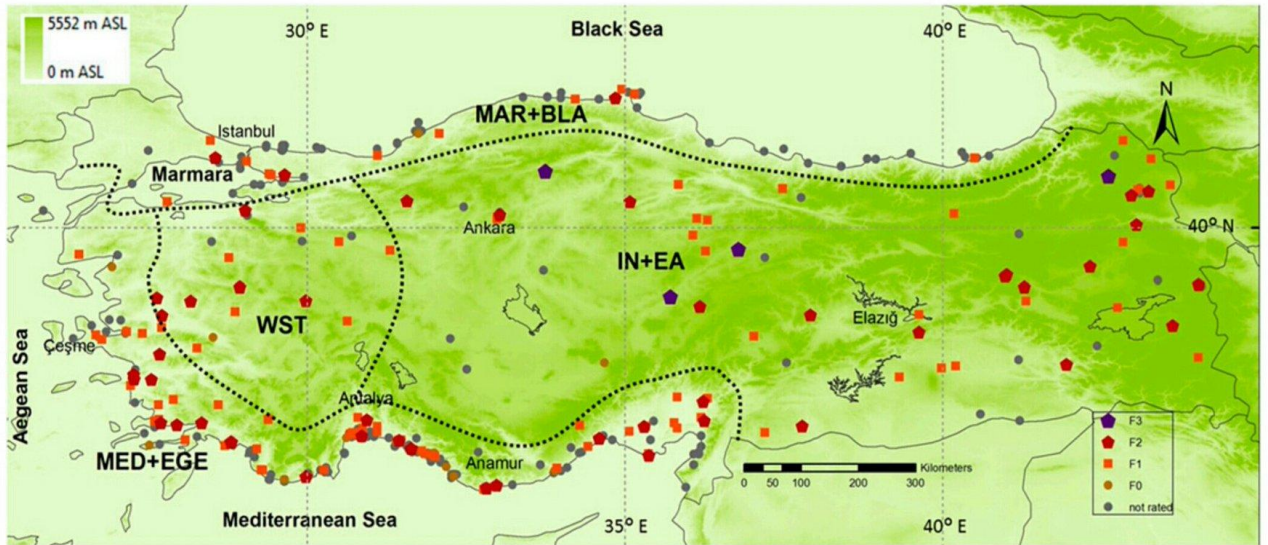 5552 m ASL
0 m ASL
30° E
Black Sea
40° E
N
MAR+BLA
Istanbul
Marmara
Ankara
40° N
IN+EA
WST
Elazığ
Çeşme
Aegean Sea
Antalya
MED+EGE
Anamur
Mediterranean Sea
35° E
40° E
Kilometers
0 50 100 200 300
F3
F2
F1
F0
not rated